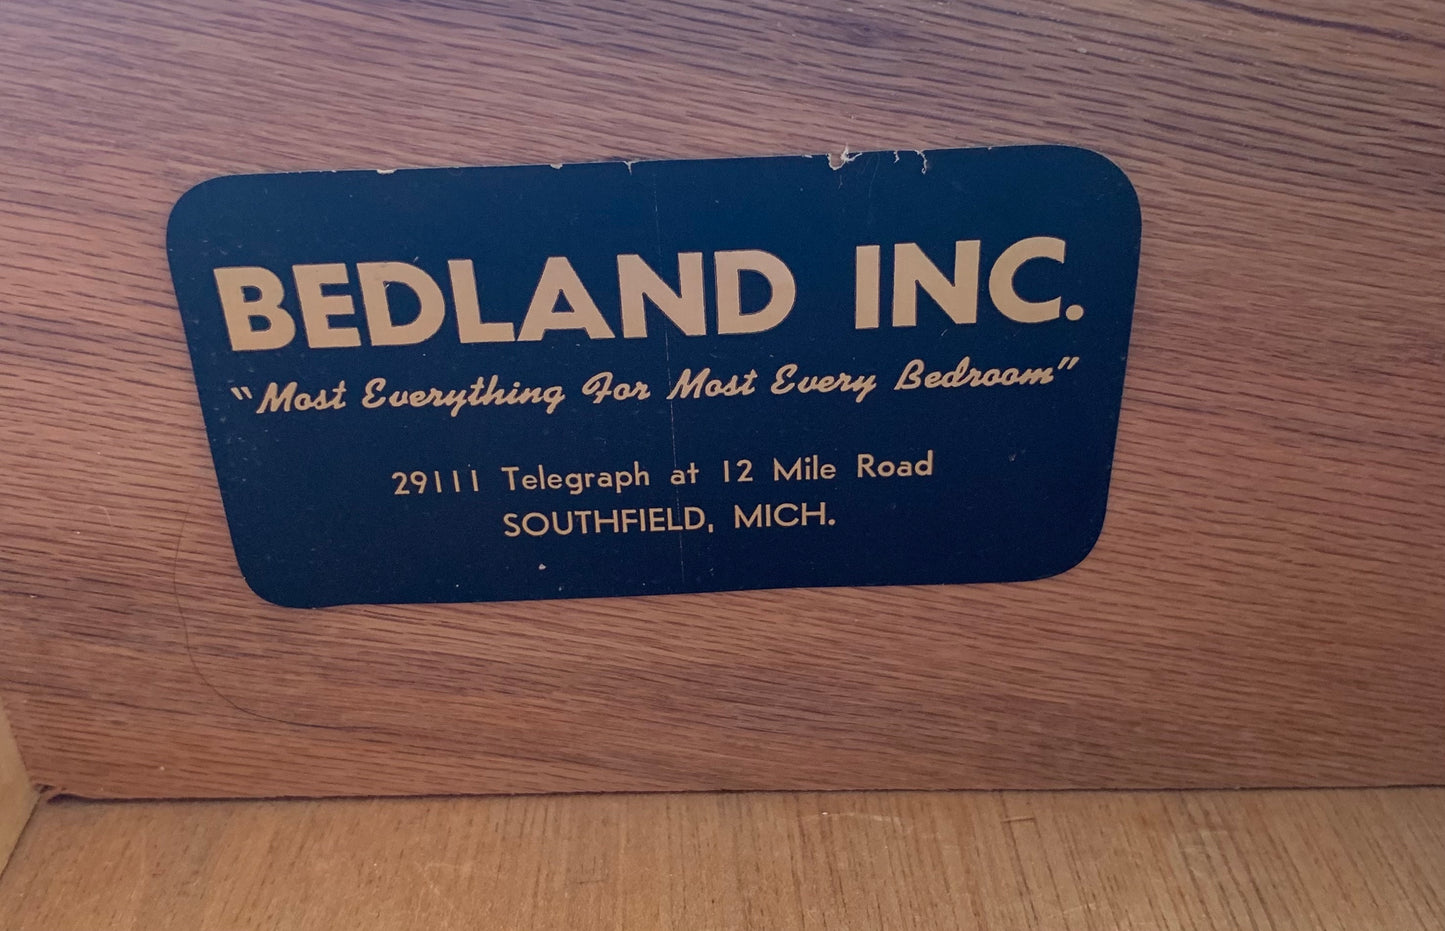 BEDLAND INC.
"Most Everything For Most Every Bedroom"
29111 Telegraph at 12 Mile Road
SOUTHFIELD, MICH.